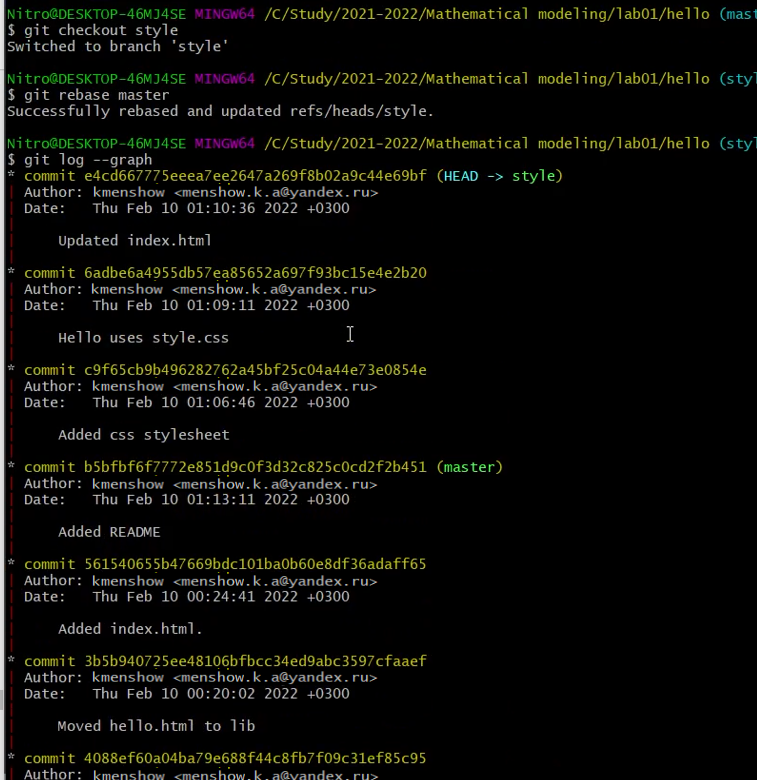 Nitro@DESKTOP-46MJ4SE MINGW64 /C/Study/2021-2022/Mathematical modeling/lab01/hello (mast
$ git checkout style
Switched to branch 'style'
Nitro@DESKTOP-46MJ4SE MINGW64 /C/Study/2021-2022/Mathematical modeling/lab01/hello (styl
$ git rebase master
Successfully rebased and updated refs/heads/style.
Nitro@DESKTOP-46MJ4SE MINGW64 /C/Study/2021-2022/Mathematical modeling/lab01/hello (styl
$ git log --graph
* commit e4cd667775eeea7ee2647a269f8b02a9c44e69bf (HEAD -> style)
| Author: kmenshow <menshow.k.a@yandex.ru>
| Date:   Thu Feb 10 01:10:36 2022 +0300
|
|     Updated index.html
|
* commit 6adbe6a4955db57ea85652a697f93bc15e4e2b20
| Author: kmenshow <menshow.k.a@yandex.ru>
| Date:   Thu Feb 10 01:09:11 2022 +0300
|
|     Hello uses style.css
|
* commit c9f65cb9b496282762a45bf25c04a44e73e0854e
| Author: kmenshow <menshow.k.a@yandex.ru>
| Date:   Thu Feb 10 01:06:46 2022 +0300
|
|     Added css stylesheet
|
* commit b5bfbf6f7772e851d9c0f3d32c825c0cd2f2b451 (master)
| Author: kmenshow <menshow.k.a@yandex.ru>
| Date:   Thu Feb 10 01:13:11 2022 +0300
|
|     Added README
|
* commit 561540655b47669bdc101ba0b60e8df36adaff65
| Author: kmenshow <menshow.k.a@yandex.ru>
| Date:   Thu Feb 10 00:24:41 2022 +0300
|
|     Added index.html.
|
* commit 3b5b940725ee48106bfbcc34ed9abc3597cfaaef
| Author: kmenshow <menshow.k.a@yandex.ru>
| Date:   Thu Feb 10 00:20:02 2022 +0300
|
|     Moved hello.html to lib
|
* commit 4088ef60a04ba79e688f44c8fb7f09c31ef85c95
| Author: kmenshow <menshow.k.a@yandex.ru>